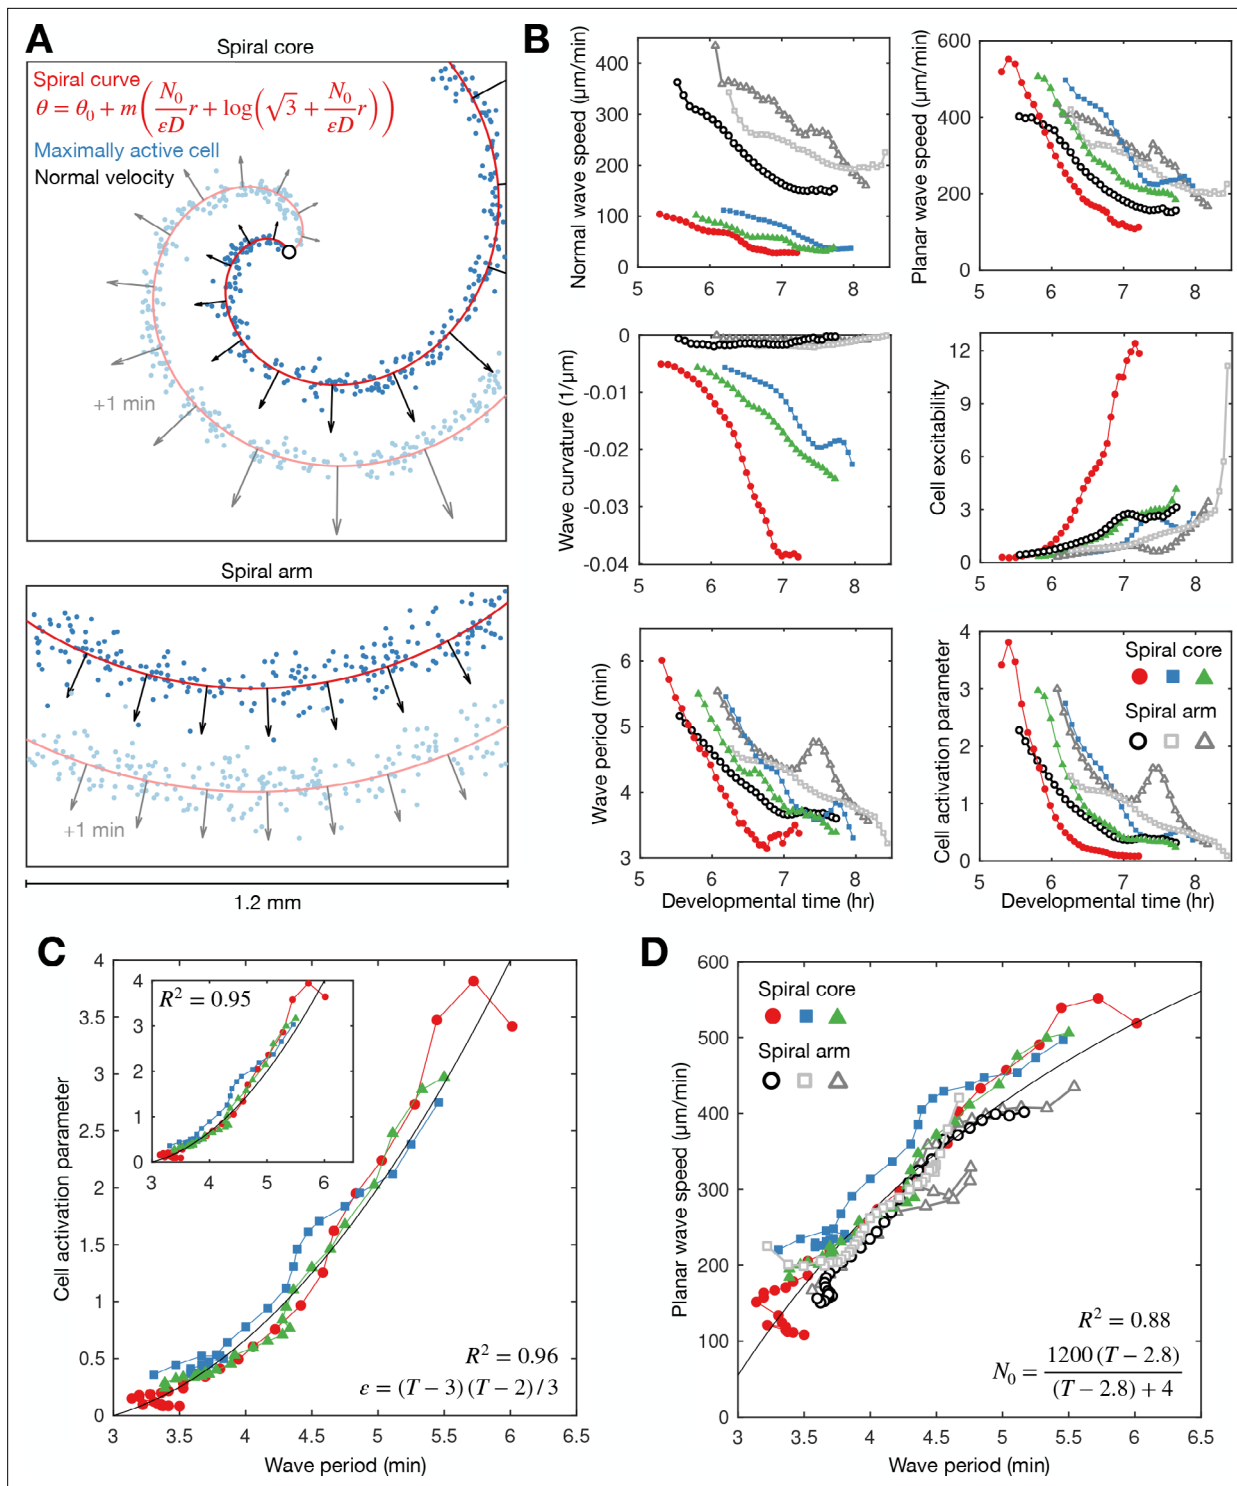 A
Spiral core
Spiral curve
θ = θ₀ + m(N₀/εD r + log(√3 + N₀/εD r))
Maximally active cell
Normal velocity
+1 min
Spiral arm
+1 min
1.2 mm
B
Normal wave speed (µm/min)
400
300
200
100
0
5 6 7 8
Planar wave speed (µm/min)
600
400
200
0
5 6 7 8
Wave curvature (1/µm)
0
-0.01
-0.02
-0.03
-0.04
5 6 7 8
Cell excitability
12
9
6
3
0
5 6 7 8
Wave period (min)
6
5
4
3
5 6 7 8
Developmental time (hr)
Cell activation parameter
4
3
2
1
0
Spiral core
Spiral arm
5 6 7 8
Developmental time (hr)
C
Cell activation parameter
4
3.5
3
2.5
2
1.5
1
0.5
0
R² = 0.95
4
3
2
1
0
3 4 5 6
R² = 0.96
ε = (T − 3) (T − 2) / 3
3 3.5 4 4.5 5 5.5 6 6.5
Wave period (min)
D
Planar wave speed (µm/min)
600
500
400
300
200
100
0
Spiral core
Spiral arm
R² = 0.88
N₀ = 1200 (T − 2.8) / (T − 2.8) + 4
3 3.5 4 4.5 5 5.5 6 6.5
Wave period (min)